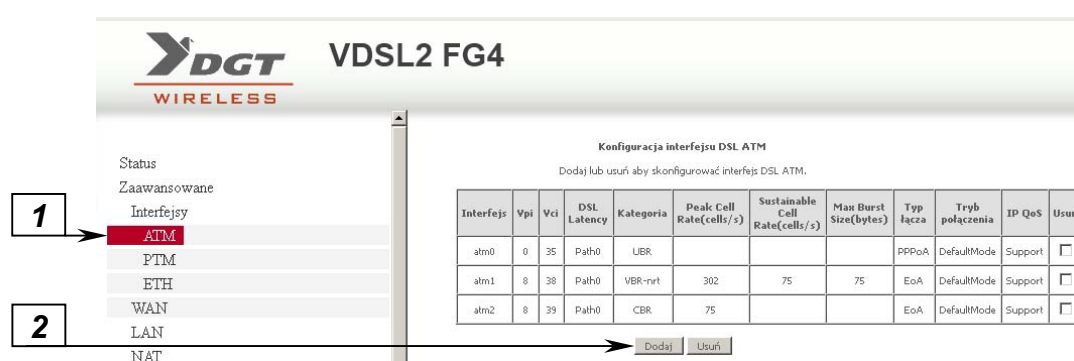 DGT
WIRELESS
VDSL2 FG4
Status
Zaawansowane
Interfejsy
ATM
PTM
ETH
WAN
LAN
NAT
1
2
Konfiguracja interfejsu DSL ATM
Dodaj lub usuń aby skonfigurować interfejs DSL ATM.
Interfejs Vpi Vci DSL Latency Kategoria Peak Cell Rate(cells/s) Sustainable Cell Rate(cells/s) Max Burst Size(bytes) Typ łącza Tryb połączenia IP QoS Usuń
atm0 0 35 Path0 UBR PPPoA DefaultMode Support
atm1 8 38 Path0 VBR-nrt 302 75 75 EoA DefaultMode Support
atm2 8 39 Path0 CBR 75 EoA DefaultMode Support
Dodaj Usuń